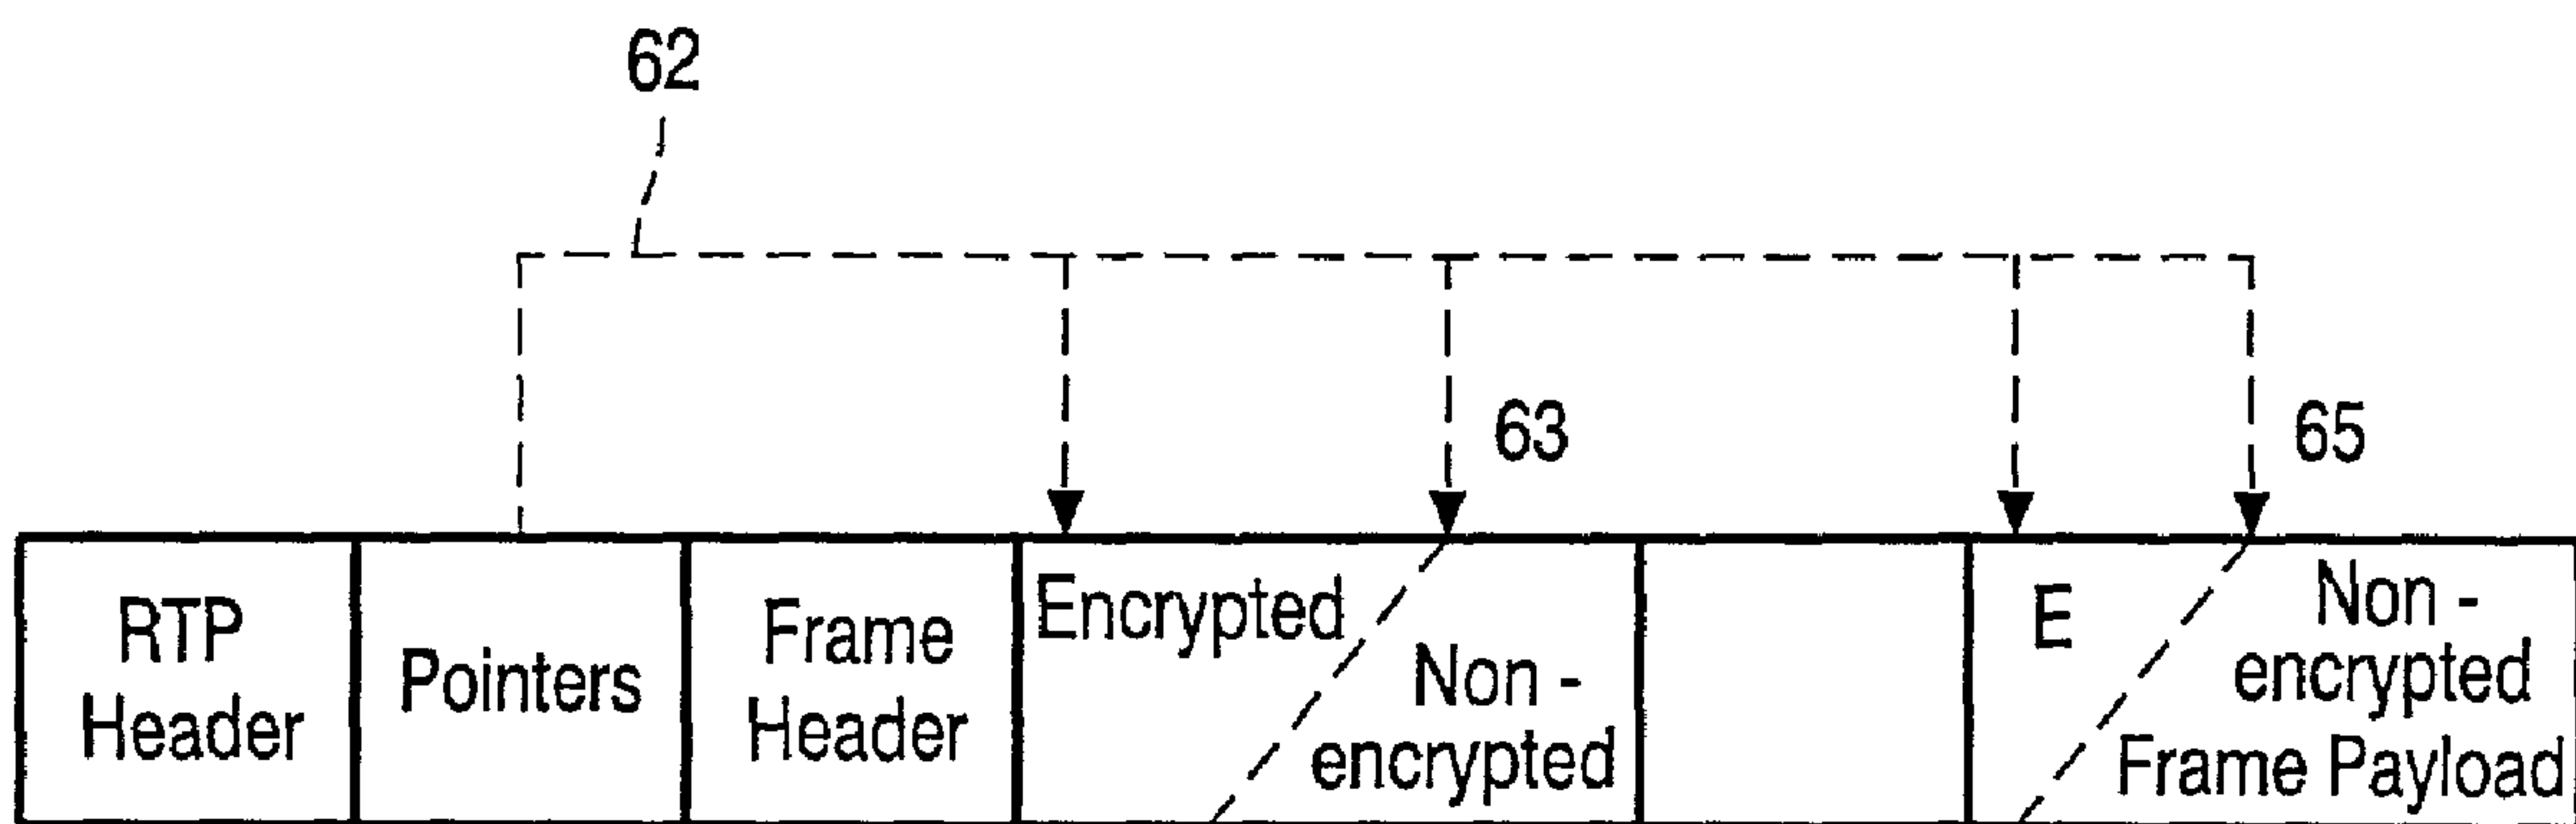 62
63
65
RTP
Header
Pointers
Frame
Header
Encrypted
Non -
encrypted
E
Non -
encrypted
Frame Payload